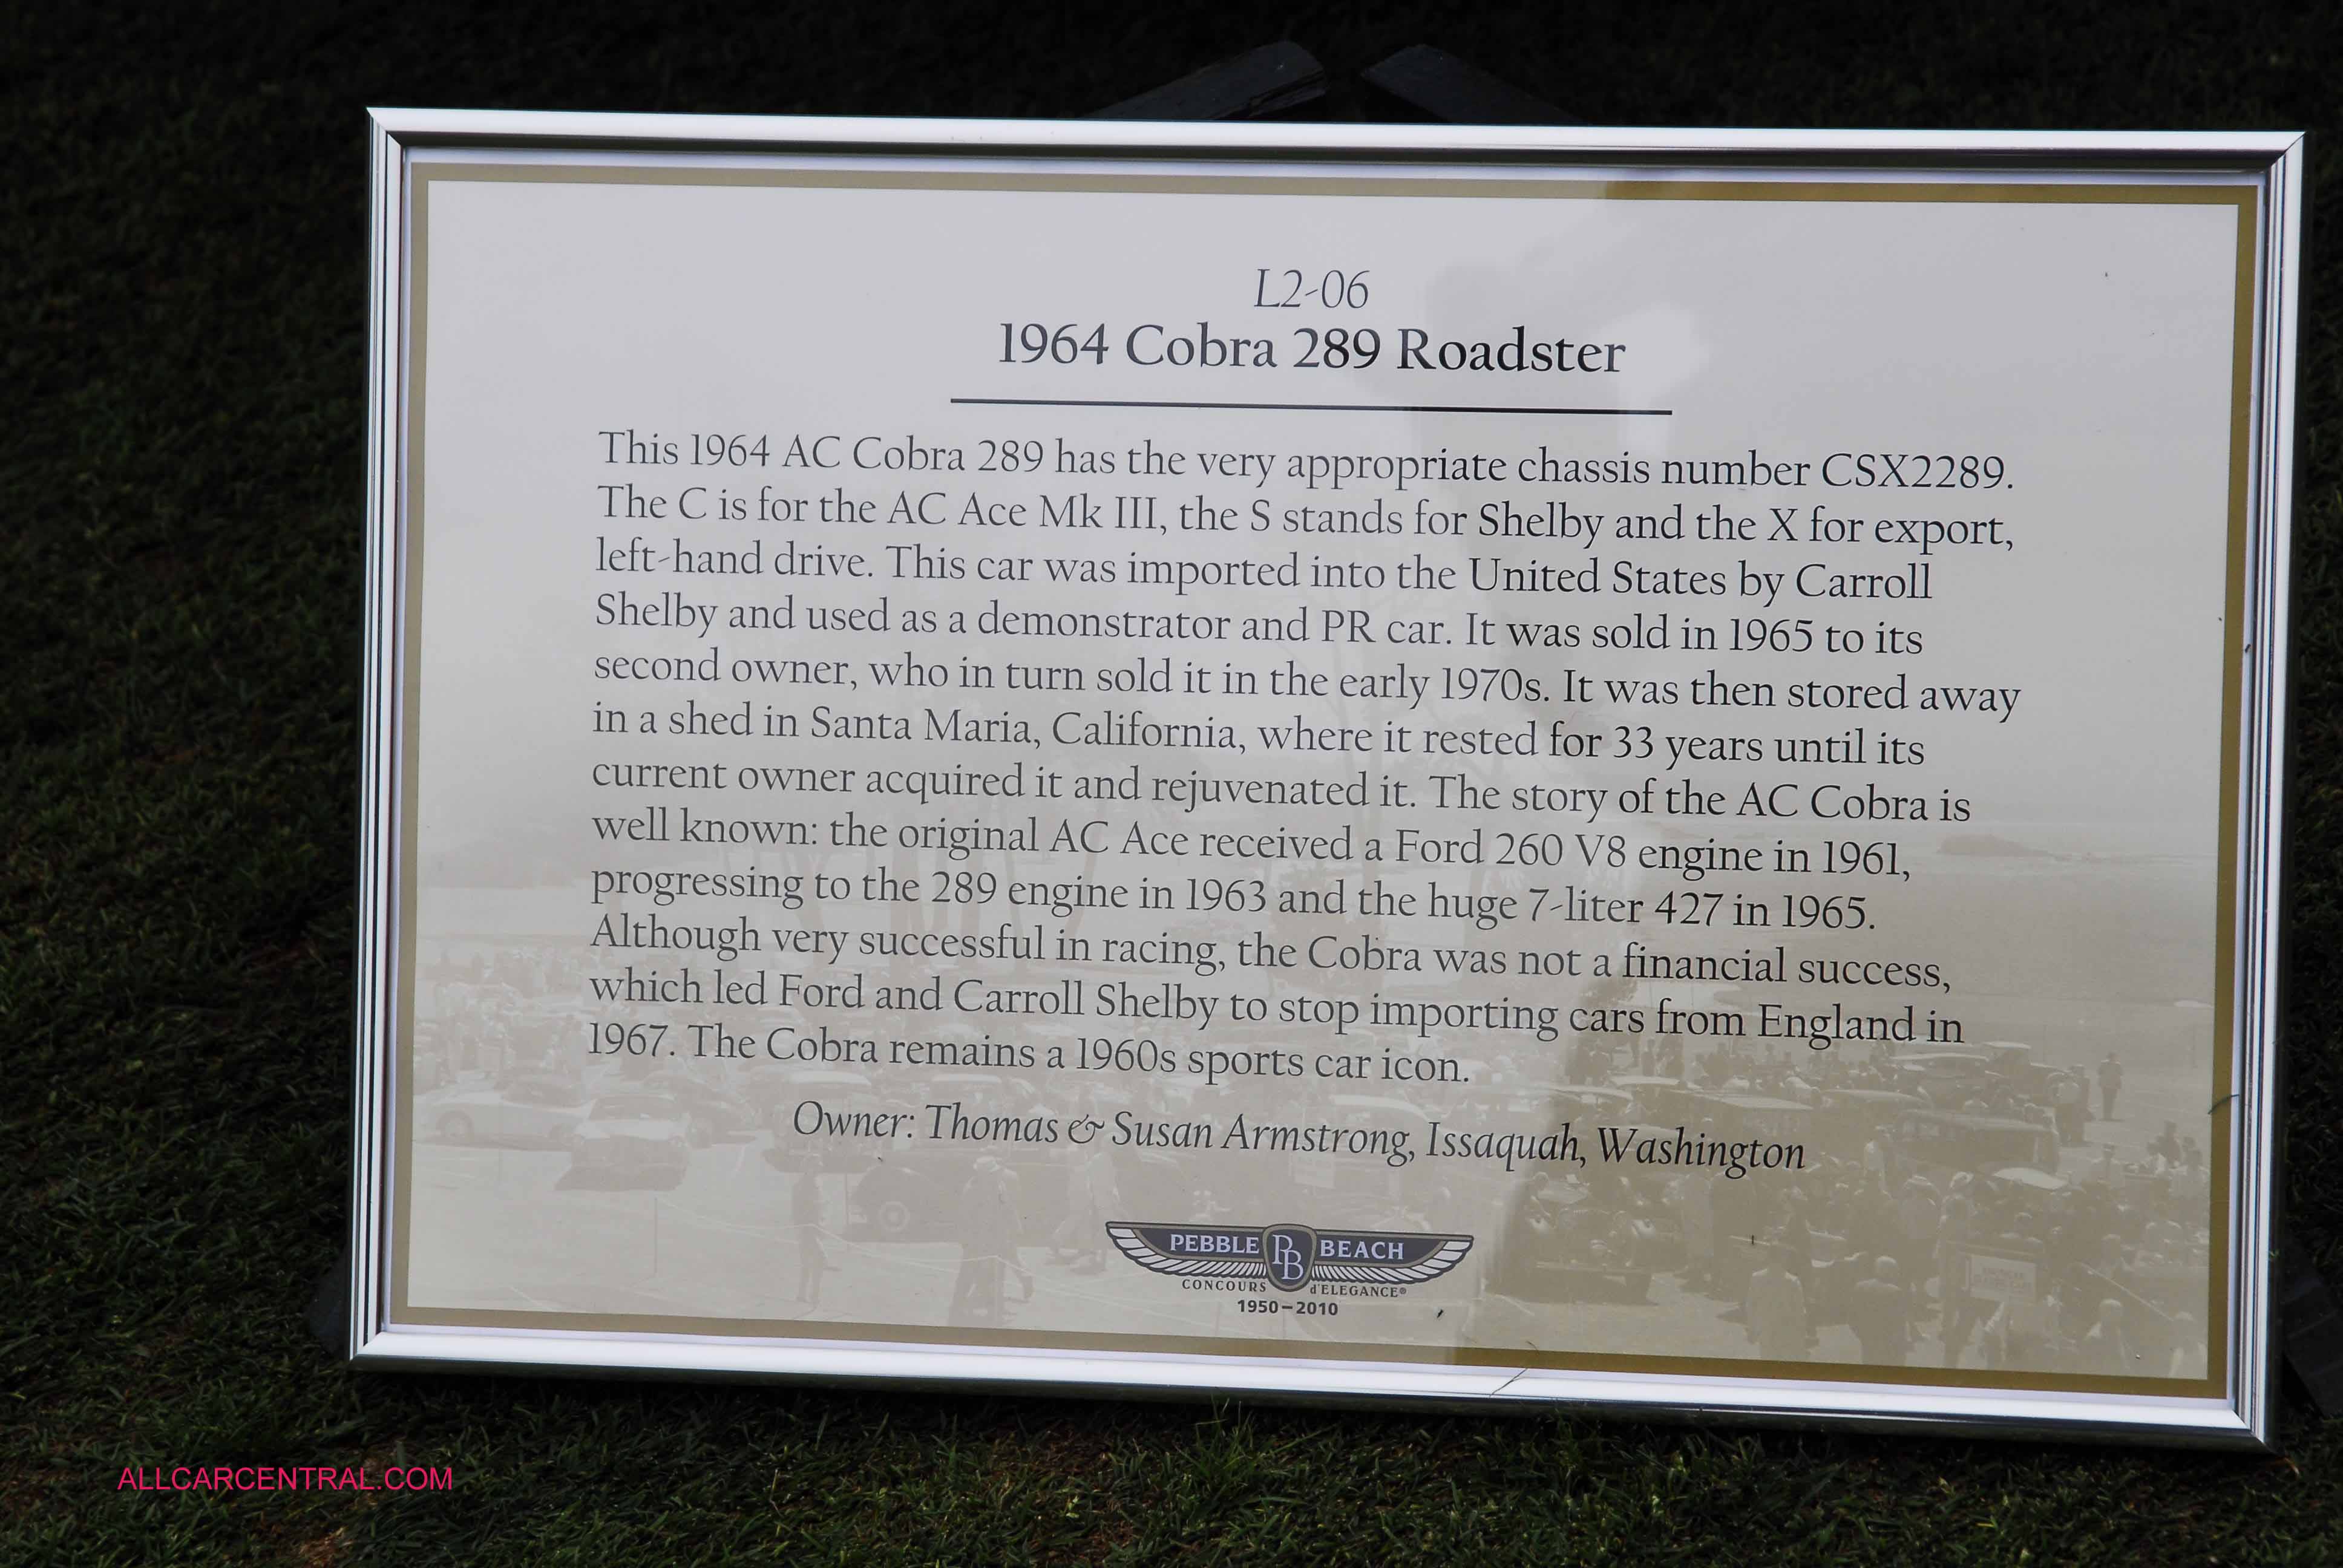 L2-06
1964 Cobra 289 Roadster
This 1964 AC Cobra 289 has the very appropriate chassis number CSX2289.
The C is for the AC Ace Mk III, the S stands for Shelby and the X for export,
left-hand drive. This car was imported into the United States by Carroll
Shelby and used as a demonstrator and PR car. It was sold in 1965 to its
second owner, who in turn sold it in the early 1970s. It was then stored away
in a shed in Santa Maria, California, where it rested for 33 years until its
current owner acquired it and rejuvenated it. The story of the AC Cobra is
well known: the original AC Ace received a Ford 260 V8 engine in 1961,
progressing to the 289 engine in 1963 and the huge 7-liter 427 in 1965.
Although very successful in racing, the Cobra was not a financial success,
which led Ford and Carroll Shelby to stop importing cars from England in
1967. The Cobra remains a 1960s sports car icon.
Owner: Thomas & Susan Armstrong, Issaquah, Washington
PEBBLE PB BEACH
CONCOURS d'ELEGANCE®
1950–2010
ALLCARCENTRAL.COM